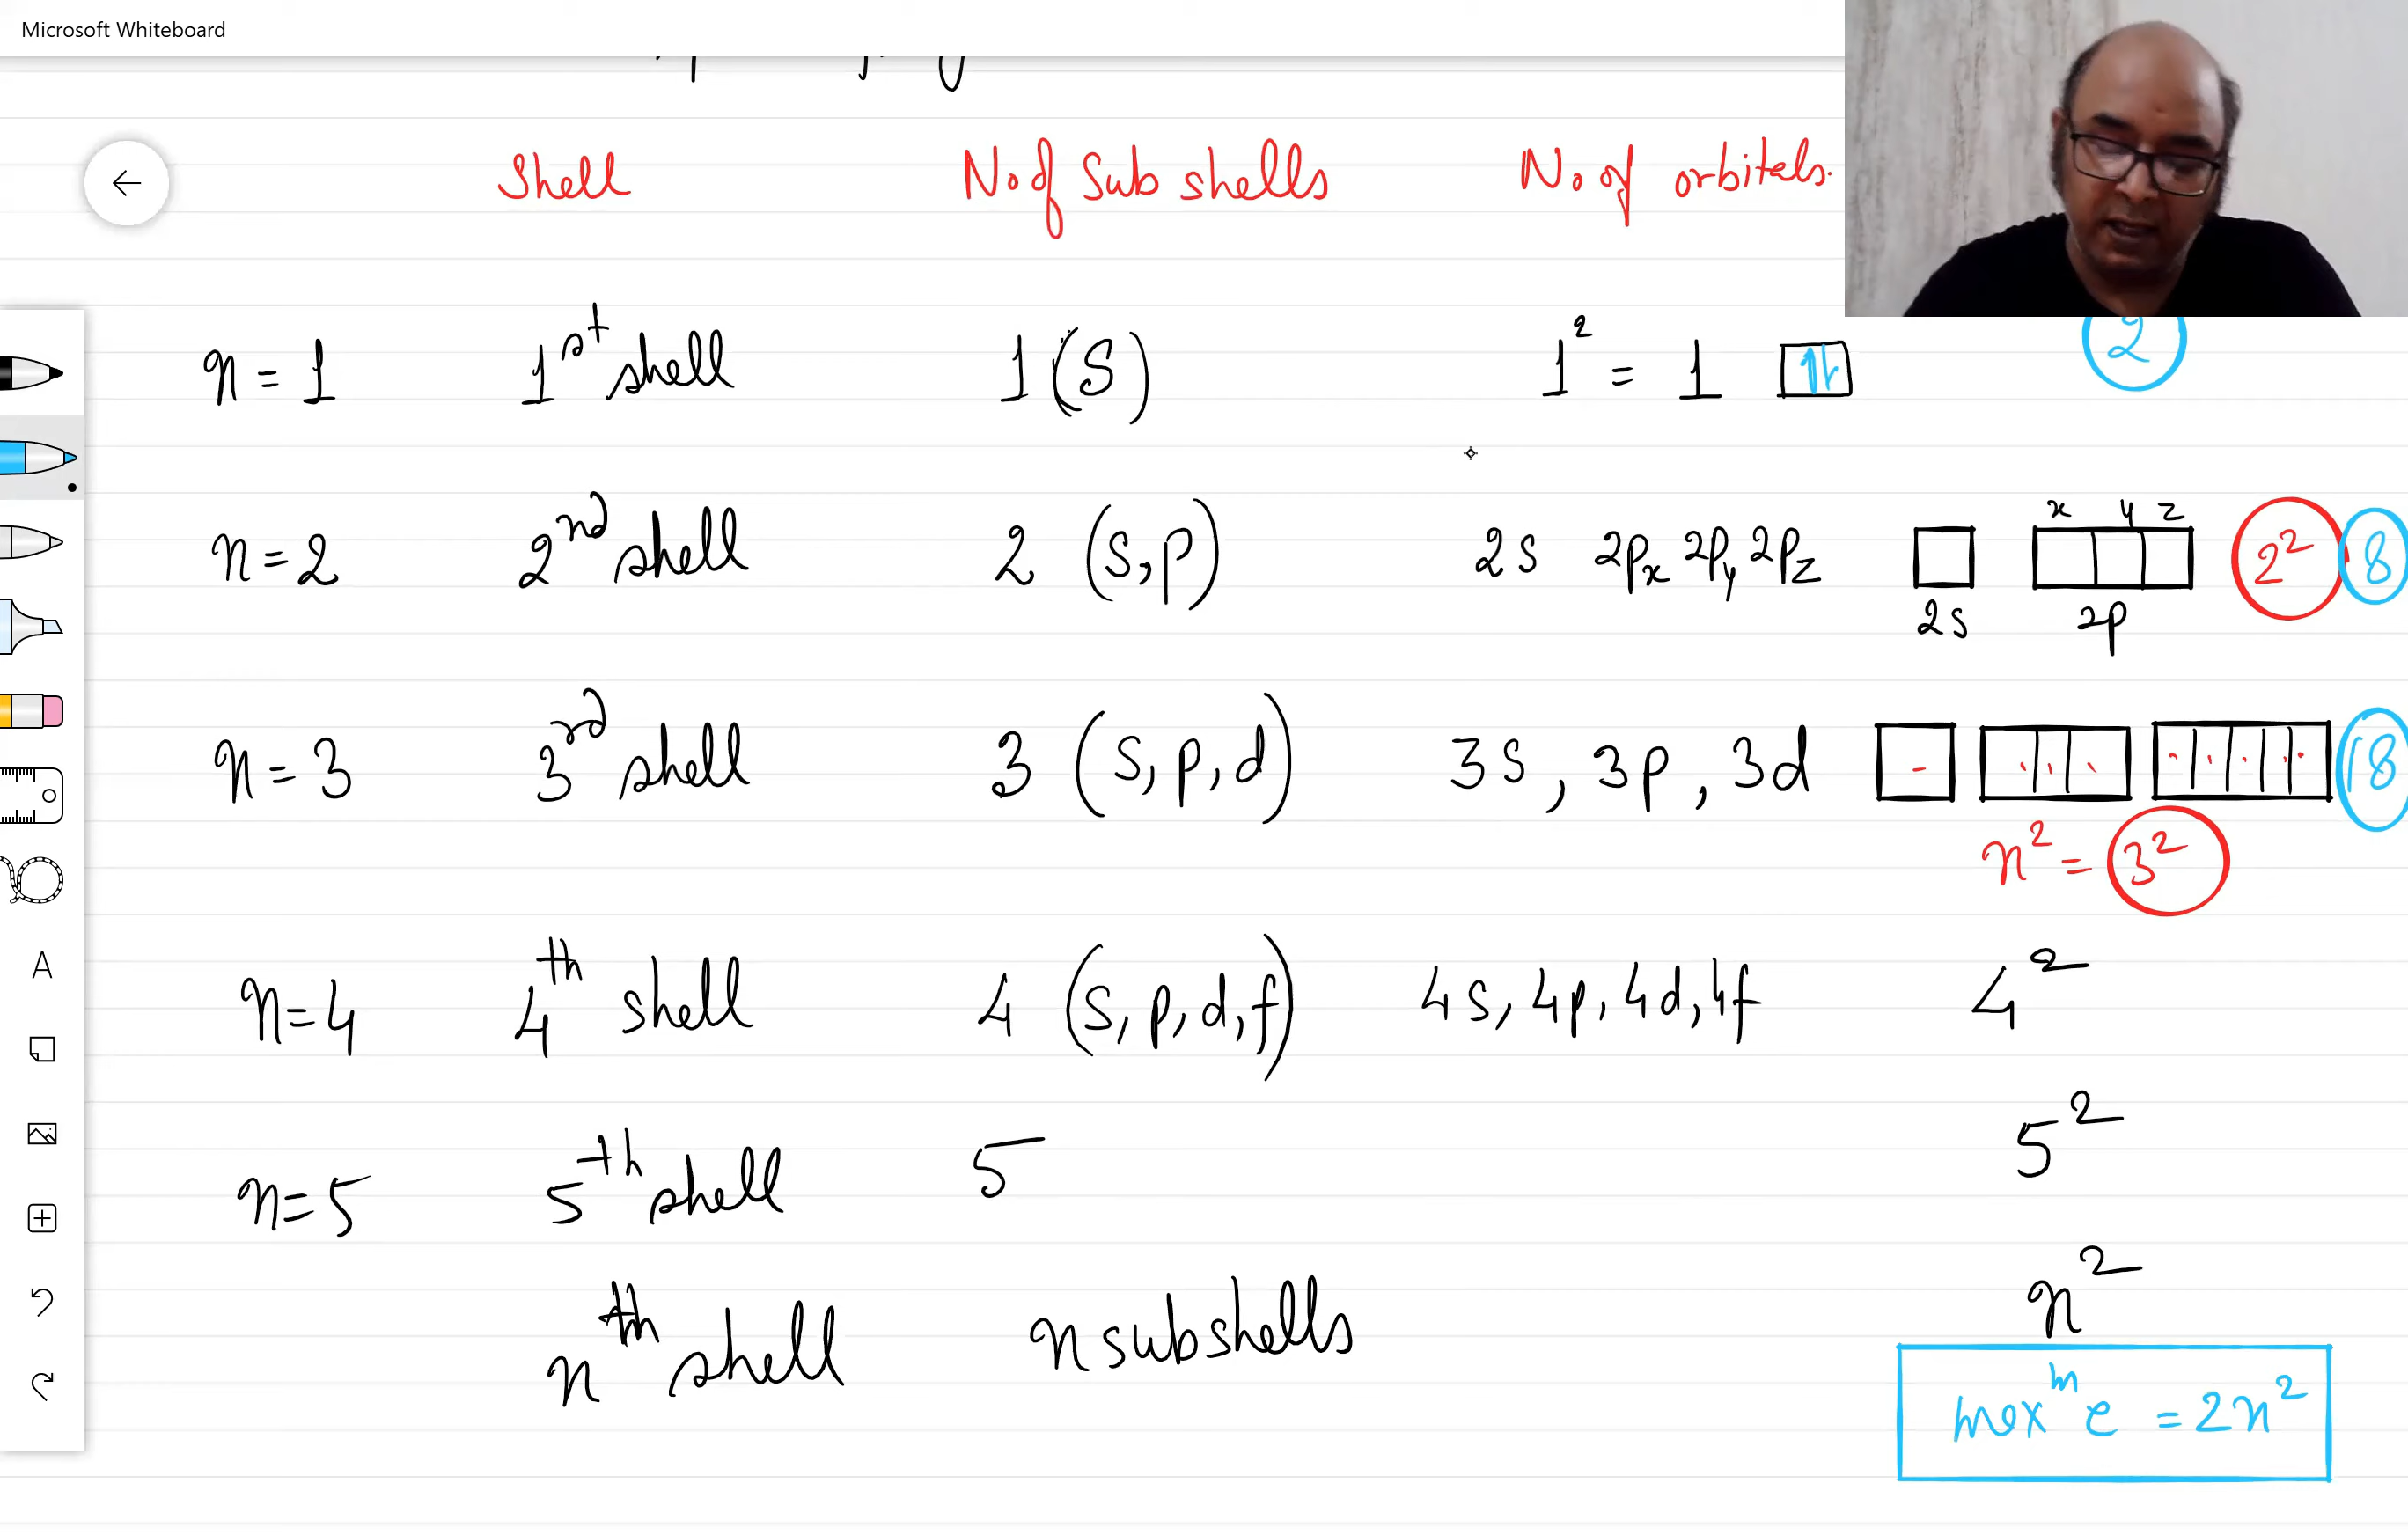 Microsoft Whiteboard
Shell No of Sub shells No of orbitals.
n = 1 1st shell 1 (S) 1² = 1 2
n = 2 2nd shell 2 (s,p) 2s 2px 2py 2pz x y z 2² 8
2s 2p
n = 3 3rd shell 3 (s,p,d) 3s, 3p, 3d 18
n² = 3²
n=4 4th shell 4 (s,p,d,f) 4s, 4p, 4d, 4f 4²
n=5 5th shell 5 5²
nth shell n subshells n²
maxᵐ e = 2n²
A